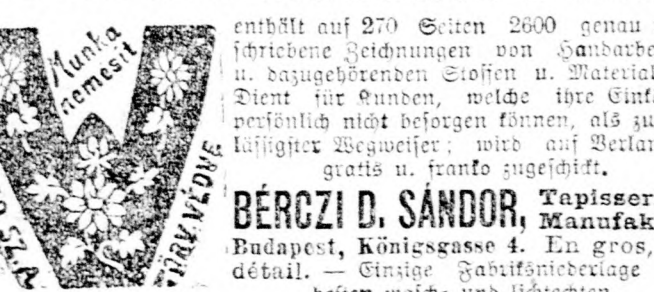 Munka
nemesit
TÖRV. VÉDVE
enthält auf 270 Seiten 2600 genau
schriebene Zeichnungen von Handarbe
u. dazugehörenden Stoffen u. Material
Dient für Kunden, welche ihre Eink
persönlich nicht besorgen können, als zu
lässigster Wegweiser; wird auf Verlan
gratis u. franko zugeschickt.
BÉRCZI D. SÁNDOR, Tapisser
Manufak
Budapest, Königsgasse 4. En gros,
détail. — Einzige Fabriksniederlage